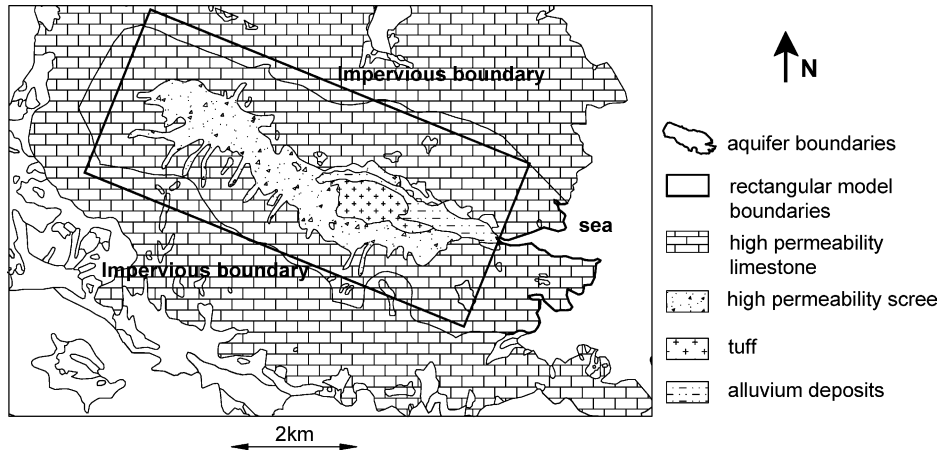 Impervious boundary
N
aquifer boundaries
rectangular model
boundaries
sea
high permeability
limestone
Impervious boundary
high permeability scree
tuff
alluvium deposits
2km